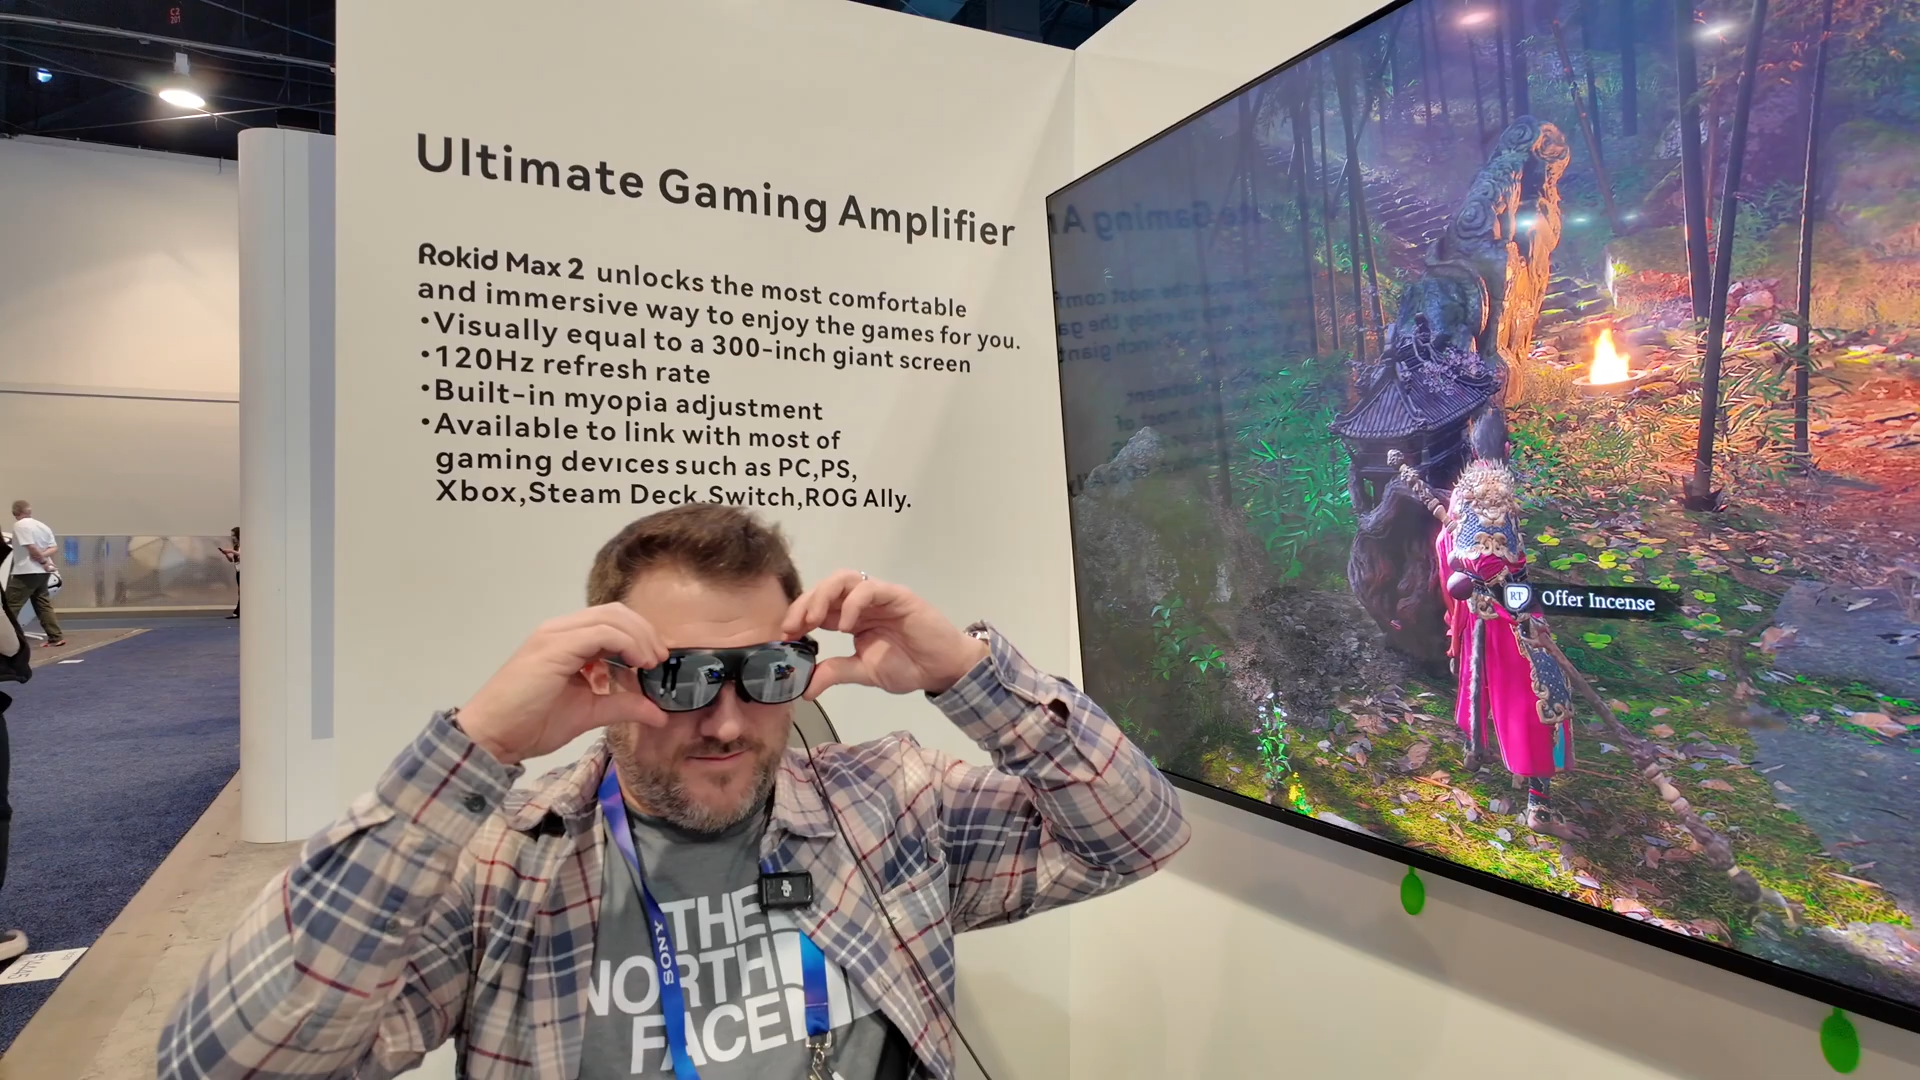 C2
201
Ultimate Gaming Amplifier
Rokid Max 2 unlocks the most comfortable
and immersive way to enjoy the games for you.
•Visually equal to a 300-inch giant screen
•120Hz refresh rate
•Built-in myopia adjustment
•Available to link with most of
gaming devices such as PC,PS,
Xbox,Steam Deck,Switch,ROG Ally.
RT Offer Incense
SONY
THE
NORTH
FACE